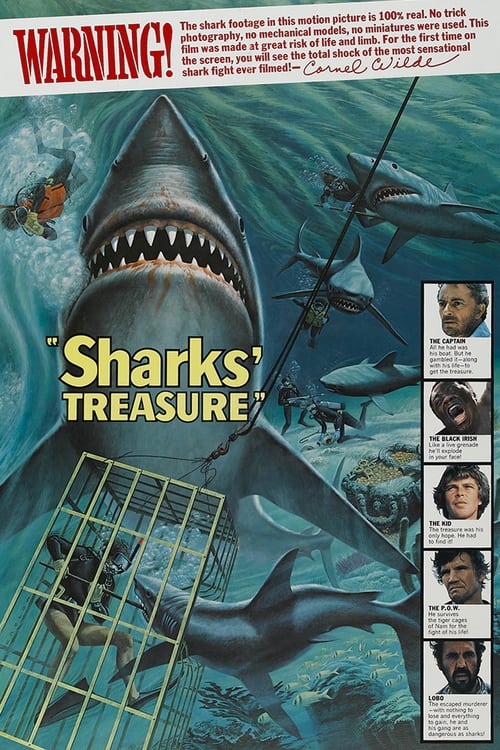 WARNING!
The shark footage in this motion picture is 100% real. No trick
photography, no mechanical models, no miniatures were used. This
film was made at great risk of life and limb. For the first time on
the screen, you will see the total shock of the most sensational
shark fight ever filmed!— Cornel Wilde
"Sharks'
TREASURE"
THE CAPTAIN
All he had was
his boat. But he
gambled it—along
with his life—to
get the treasure.
THE BLACK IRISH
Like a live grenade
he'll explode
in your face!
THE KID
The treasure was his
only hope. He had
to find it!
THE P.O.W.
He survives
the tiger cages
of Nam for the
fight of his life!
LOBO
The escaped murderer
—with nothing to
lose and everything
to gain, he and
his gang are as
dangerous as sharks!